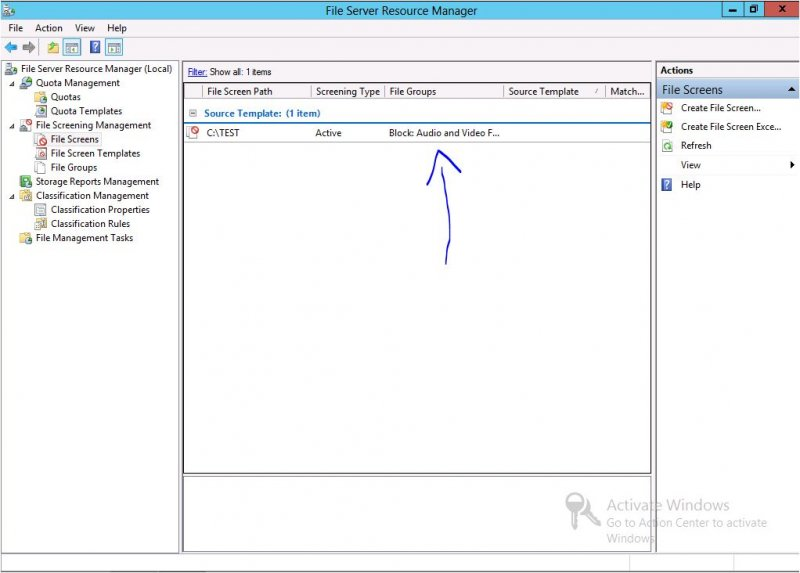 File Server Resource Manager
File Action View Help
File Server Resource Manager (Local)
Quota Management
Quotas
Quota Templates
File Screening Management
File Screens
File Screen Templates
File Groups
Storage Reports Management
Classification Management
Classification Properties
Classification Rules
File Management Tasks
Filter: Show all: 1 items
File Screen Path Screening Type File Groups Source Template Match...
Source Template: (1 item)
C:\TEST Active Block: Audio and Video F...
Actions
File Screens
Create File Screen...
Create File Screen Exce...
Refresh
View
Help
Activate Windows
Go to Action Center to activate
Windows.